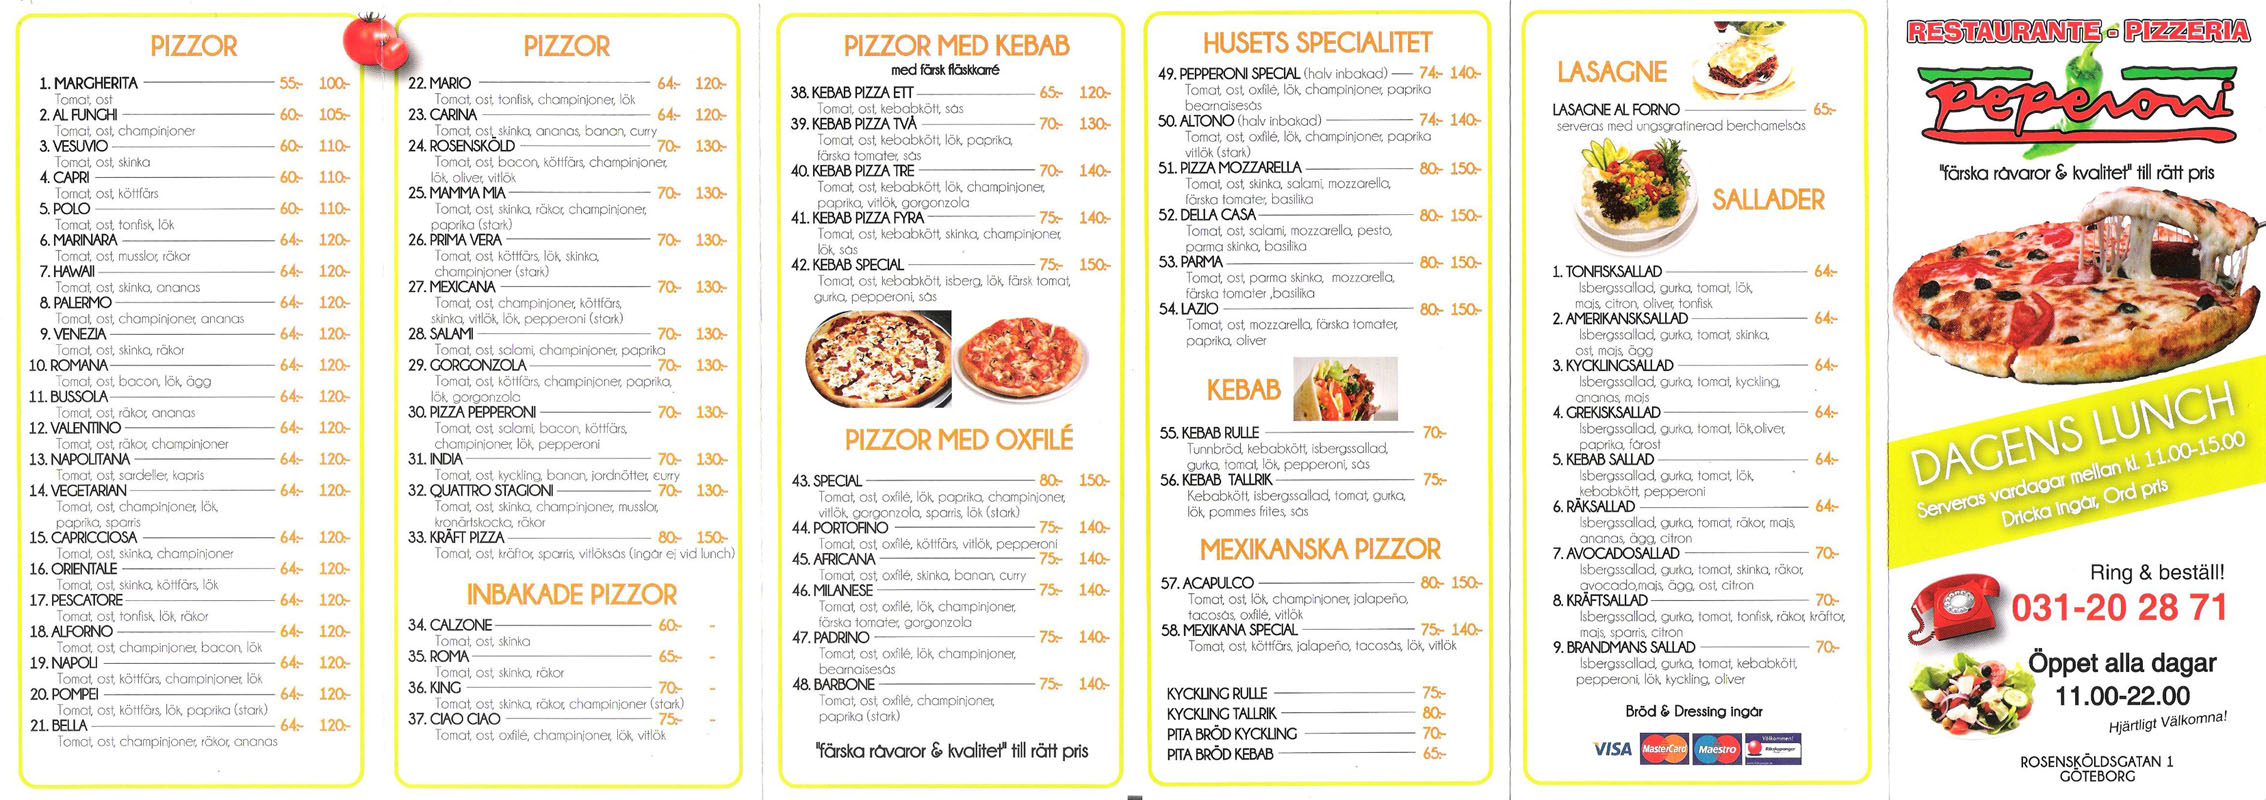 PIZZOR
1. MARGHERITA 55:- 100:-
Tomat, ost
2. AL FUNGHI 60:- 105:-
Tomat, ost, champinjoner
3. VESUVIO 60:- 110:-
Tomat, ost, skinka
4. CAPRI 60:- 110:-
Tomat, ost, köttfärs
5. POLO 60:- 110:-
Tomat, ost, tonfisk, lök
6. MARINARA 64:- 120:-
Tomat, ost, musslor, räkor
7. HAWAII 64:- 120:-
Tomat, ost, skinka, ananas
8. PALERMO 64:- 120:-
Tomat, ost, champinjoner, ananas
9. VENEZIA 64:- 120:-
Tomat, ost, skinka, räkor
10. ROMANA 64:- 120:-
Tomat, ost, bacon, lök, ägg
11. BUSSOLA 64:- 120:-
Tomat, ost, räkor, ananas
12. VALENTINO 64:- 120:-
Tomat, ost, räkor, champinjoner
13. NAPOLITANA 64:- 120:-
Tomat, ost, sardeller, kapris
14. VEGETARIAN 64:- 120:-
Tomat, ost, champinjoner, lök,
paprika, sparris
15. CAPRICCIOSA 64:- 120:-
Tomat, ost, skinka, champinjoner
16. ORIENTALE 64:- 120:-
Tomat, ost, skinka, köttfärs, lök
17. PESCATORE 64:- 120:-
Tomat, ost, tonfisk, lök, räkor
18. ALFORNO 64:- 120:-
Tomat, ost, champinjoner, bacon, lök
19. NAPOLI 64:- 120:-
Tomat, ost, köttfärs, champinjoner, lök
20. POMPEI 64:- 120:-
Tomat, ost, köttfärs, lök, paprika (stark)
21. BELLA 64:- 120:-
Tomat, ost, champinjoner, räkor, ananas
PIZZOR
22. MARIO 64:- 120:-
Tomat, ost, tonfisk, champinjoner, lök
23. CARINA 64:- 120:-
Tomat, ost, skinka, ananas, banan, curry
24. ROSENSKÖLD 70:- 130:-
Tomat, ost, bacon, köttfärs, champinjoner,
lök, oliver, vitlök
25. MAMMA MIA 70:- 130:-
Tomat, ost, skinka, räkor, champinjoner,
paprika (stark)
26. PRIMA VERA 70:- 130:-
Tomat, ost, köttfärs, lök, skinka,
champinjoner (stark)
27. MEXICANA 70:- 130:-
Tomat, ost, champinjoner, köttfärs,
skinka, vitlök, lök, pepperoni (stark)
28. SALAMI 70:- 130:-
Tomat, ost, salami, champinjoner, paprika
29. GORGONZOLA 70:- 130:-
Tomat, ost, köttfärs, champinjoner, paprika,
lök, gorgonzola
30. PIZZA PEPPERONI 70:- 130:-
Tomat, ost, salami, bacon, köttfärs,
champinjoner, lök, pepperoni
31. INDIA 70:- 130:-
Tomat, ost, kyckling, banan, jordnötter, curry
32. QUATTRO STAGIONI 70:- 130:-
Tomat, ost, skinka, champinjoner, musslor,
kronärtskocka, räkor
33. KRÄFT PIZZA 80:- 150:-
Tomat, ost, kräftor, sparris, vitlöksås (ingår ej vid lunch)
INBAKADE PIZZOR
34. CALZONE 60:- -
Tomat, ost, skinka
35. ROMA 65:- -
Tomat, ost, skinka, räkor
36. KING 70:- -
Tomat, ost, skinka, räkor, champinjoner (stark)
37. CIAO CIAO 75:- -
Tomat, ost, oxfilé, champinjoner, lök, vitlök
PIZZOR MED KEBAB
med färsk fläskkarré
38. KEBAB PIZZA ETT 65:- 120:-
Tomat, ost, kebabkött, sås
39. KEBAB PIZZA TVÅ 70:- 130:-
Tomat, ost, kebabkött, lök, paprika,
färska tomater, sås
40. KEBAB PIZZA TRE 70:- 140:-
Tomat, ost, kebabkött, lök, champinjoner,
paprika, vitlök, gorgonzola
41. KEBAB PIZZA FYRA 75:- 140:-
Tomat, ost, kebabkött, skinka, champinjoner,
lök, sås
42. KEBAB SPECIAL 75:- 150:-
Tomat, ost, kebabkött, isberg, lök, färsk tomat,
gurka, pepperoni, sås
PIZZOR MED OXFILÉ
43. SPECIAL 80:- 150:-
Tomat, ost, oxfilé, lök, paprika, champinjoner,
vitlök, gorgonzola, sparris, lök (stark)
44. PORTOFINO 75:- 140:-
Tomat, ost, oxfilé, köttfärs, vitlök, pepperoni
45. AFRICANA 75:- 140:-
Tomat, ost, oxfilé, skinka, banan, curry
46. MILANESE 75:- 140:-
Tomat, ost, oxfilé, lök, champinjoner,
färska tomater, gorgonzola
47. PADRINO 75:- 140:-
Tomat, ost, oxfilé, lök, champinjoner,
bearnaisesås
48. BARBONE 75:- 140:-
Tomat, ost, oxfilé, champinjoner,
paprika (stark)
"färska råvaror & kvalitet" till rätt pris
HUSETS SPECIALITET
49. PEPPERONI SPECIAL (halv inbakad) 74:- 140:-
Tomat, ost, oxfilé, lök, champinjoner, paprika
bearnaisesås
50. ALTONO (halv inbakad) 74:- 140:-
Tomat, ost, oxfilé, lök, champinjoner, paprika
vitlök (stark)
51. PIZZA MOZZARELLA 80:- 150:-
Tomat, ost, skinka, salami, mozzarella,
färska tomater, basilika
52. DELLA CASA 80:- 150:-
Tomat, ost, salami, mozzarella, pesto,
parma skinka, basilika
53. PARMA 80:- 150:-
Tomat, ost, parma skinka, mozzarella,
färska tomater ,basilika
54. LAZIO 80:- 150:-
Tomat, ost, mozzarella, färska tomater,
paprika, oliver
KEBAB
55. KEBAB RULLE 70:-
Tunnbröd, kebabkött, isbergssallad,
gurka, tomat, lök, pepperoni, sås
56. KEBAB TALLRIK 75:-
Kebabkött, isbergssallad, tomat, gurka,
lök, pommes frites, sås
MEXIKANSKA PIZZOR
57. ACAPULCO 80:- 150:-
Tomat, ost, lök, champinjoner, jalapeño,
tacosås, oxfilé, vitlök
58. MEXIKANA SPECIAL 75:- 140:-
Tomat, ost, köttfärs, jalapeño, tacosås, lök, vitlök
KYCKLING RULLE 75:-
KYCKLING TALLRIK 80:-
PITA BRÖD KYCKLING 70:-
PITA BRÖD KEBAB 65:-
LASAGNE
LASAGNE AL FORNO 65:-
serveras med ungsgratinerad berchamelsås
SALLADER
1. TONFISKSALLAD 64:-
Isbergssallad, gurka, tomat, lök,
majs, citron, oliver, tonfisk
2. AMERIKANSKSALLAD 64:-
Isbergssallad, gurka, tomat, skinka,
ost, majs, ägg
3. KYCKLINGSALLAD 64:-
Isbergssallad, gurka, tomat, kyckling,
ananas, majs
4. GREKISKSALLAD 64:-
Isbergssallad, gurka, tomat, lök,oliver,
paprika, fårost
5. KEBAB SALLAD 64:-
Isbergssallad, gurka, tomat, lök,
kebabkött, pepperoni
6. RÄKSALLAD 64:-
Isbergssallad, gurka, tomat, räkor, majs,
ananas, ägg, citron
7. AVOCADOSALLAD 70:-
Isbergssallad, gurka, tomat, skinka, räkor,
avocado,majs, ägg, ost, citron
8. KRÄFTSALLAD 70:-
Isbergssallad, gurka, tomat, tonfisk, räkor, kräftor,
majs, sparris, citron
9. BRANDMANS SALLAD 70:-
Isbergssallad, gurka, tomat, kebabkött,
pepperoni, lök, kyckling, oliver
Bröd & Dressing ingår
VISA MasterCard Maestro Välkommen!
RESTAURANTE - PIZZERIA
peperoni
"färska råvaror & kvalitet" till rätt pris
DAGENS LUNCH
Serveras vardagar mellan kl. 11.00-15.00
Dricka Ingår, Ord pris
Ring & beställ!
031-20 28 71
Öppet alla dagar
11.00-22.00
Hjärtligt Välkomna!
ROSENSKÖLDSGATAN 1
GÖTEBORG